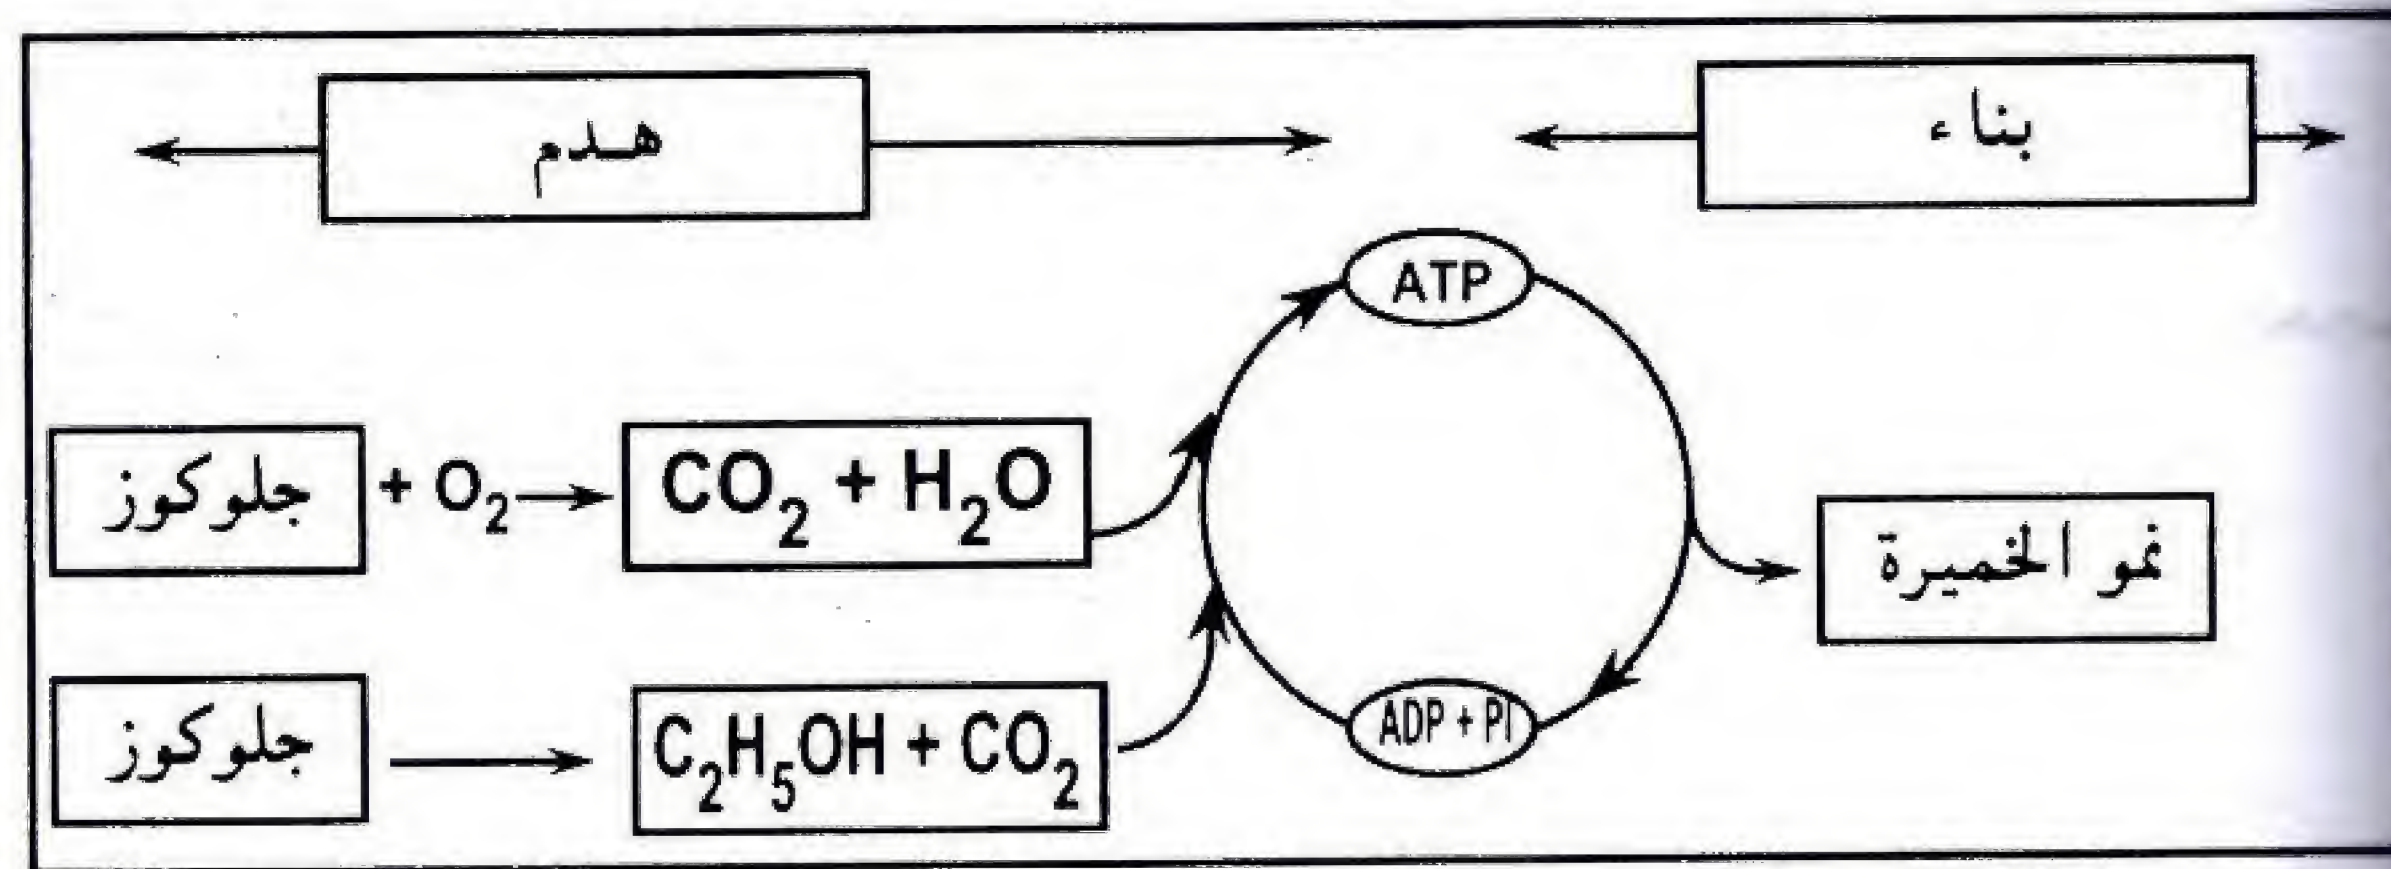 هدم
بناء
ATP
جلوكوز + O₂ → CO₂ + H₂O
نمو الخميرة
جلوكوز → C₂H₅OH + CO₂
ADP + PI